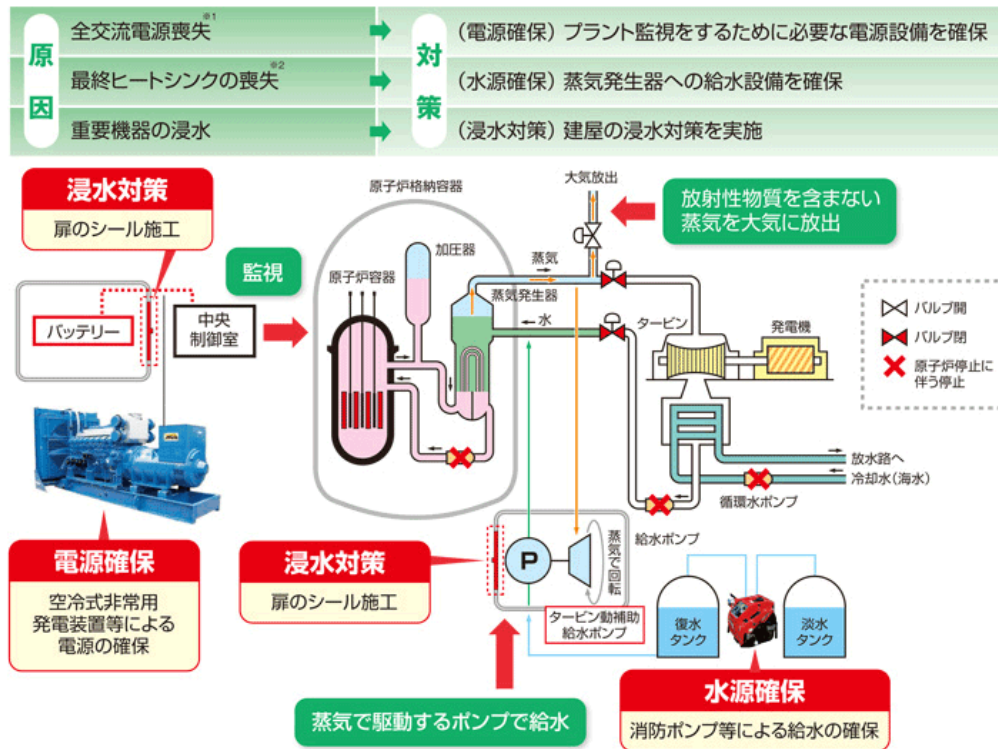 原因
全交流電源喪失※1
最終ヒートシンクの喪失※2
重要機器の浸水
対策
(電源確保) プラント監視をするために必要な電源設備を確保
(水源確保) 蒸気発生器への給水設備を確保
(浸水対策) 建屋の浸水対策を実施
浸水対策
扉のシール施工
監視
バッテリー
中央
制御室
原子炉格納容器
加圧器
原子炉容器
大気放出
蒸気
蒸気発生器
水
放射性物質を含まない
蒸気を大気に放出
タービン
発電機
バルブ開
バルブ閉
原子炉停止に
伴う停止
放水路へ
冷却水(海水)
循環水ポンプ
電源確保
空冷式非常用
発電装置等による
電源の確保
浸水対策
扉のシール施工
P
蒸気で回転
給水ポンプ
タービン動補助
給水ポンプ
復水
タンク
淡水
タンク
蒸気で駆動するポンプで給水
水源確保
消防ポンプ等による給水の確保